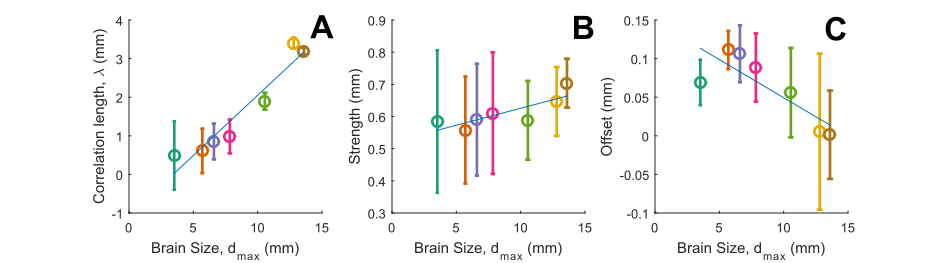 A
4
3
2
1
0
-1
Correlation length, λ (mm)
0 5 10 15
Brain Size, dmax (mm)
B
0.9
0.8
0.7
0.6
0.5
0.4
0.3
Strength (mm)
0 5 10 15
Brain Size, dmax (mm)
C
0.15
0.1
0.05
0
-0.05
-0.1
Offset (mm)
0 5 10 15
Brain Size, dmax (mm)